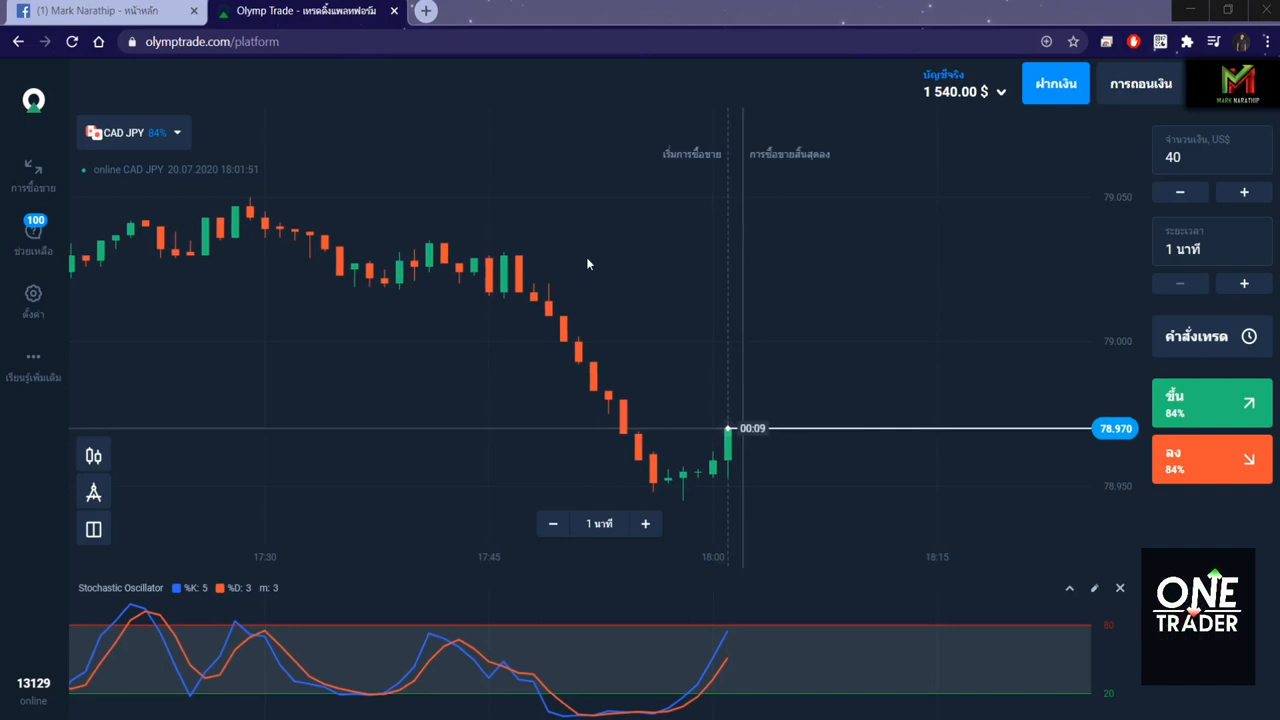 (1) Mark Narathip - หน้าหลัก
Olymp Trade - เทรดดิ้งแพลทฟอร์ม
olymptrade.com/platform
บัญชีจริง
1 540.00 $
ฝากเงิน
การถอนเงิน
MARK NARATHIP
CAD JPY 84%
online CAD JPY 20.07.2020 18:01:51
เริ่มการซื้อขาย
การซื้อขายสิ้นสุดลง
การซื้อขาย
100
ช่วยเหลือ
ตั้งค่า
เรียนรู้เพิ่มเติม
79.050
79.000
78.970
78.950
00:09
จำนวนเงิน, US$
40
ระยะเวลา
1 นาที
คำสั่งเทรด
ขึ้น
84%
ลง
84%
1 นาที
17:30
17:45
18:00
18:15
Stochastic Oscillator %K: 5 %D: 3 m: 3
80
20
ONE
TRADER
13129
online